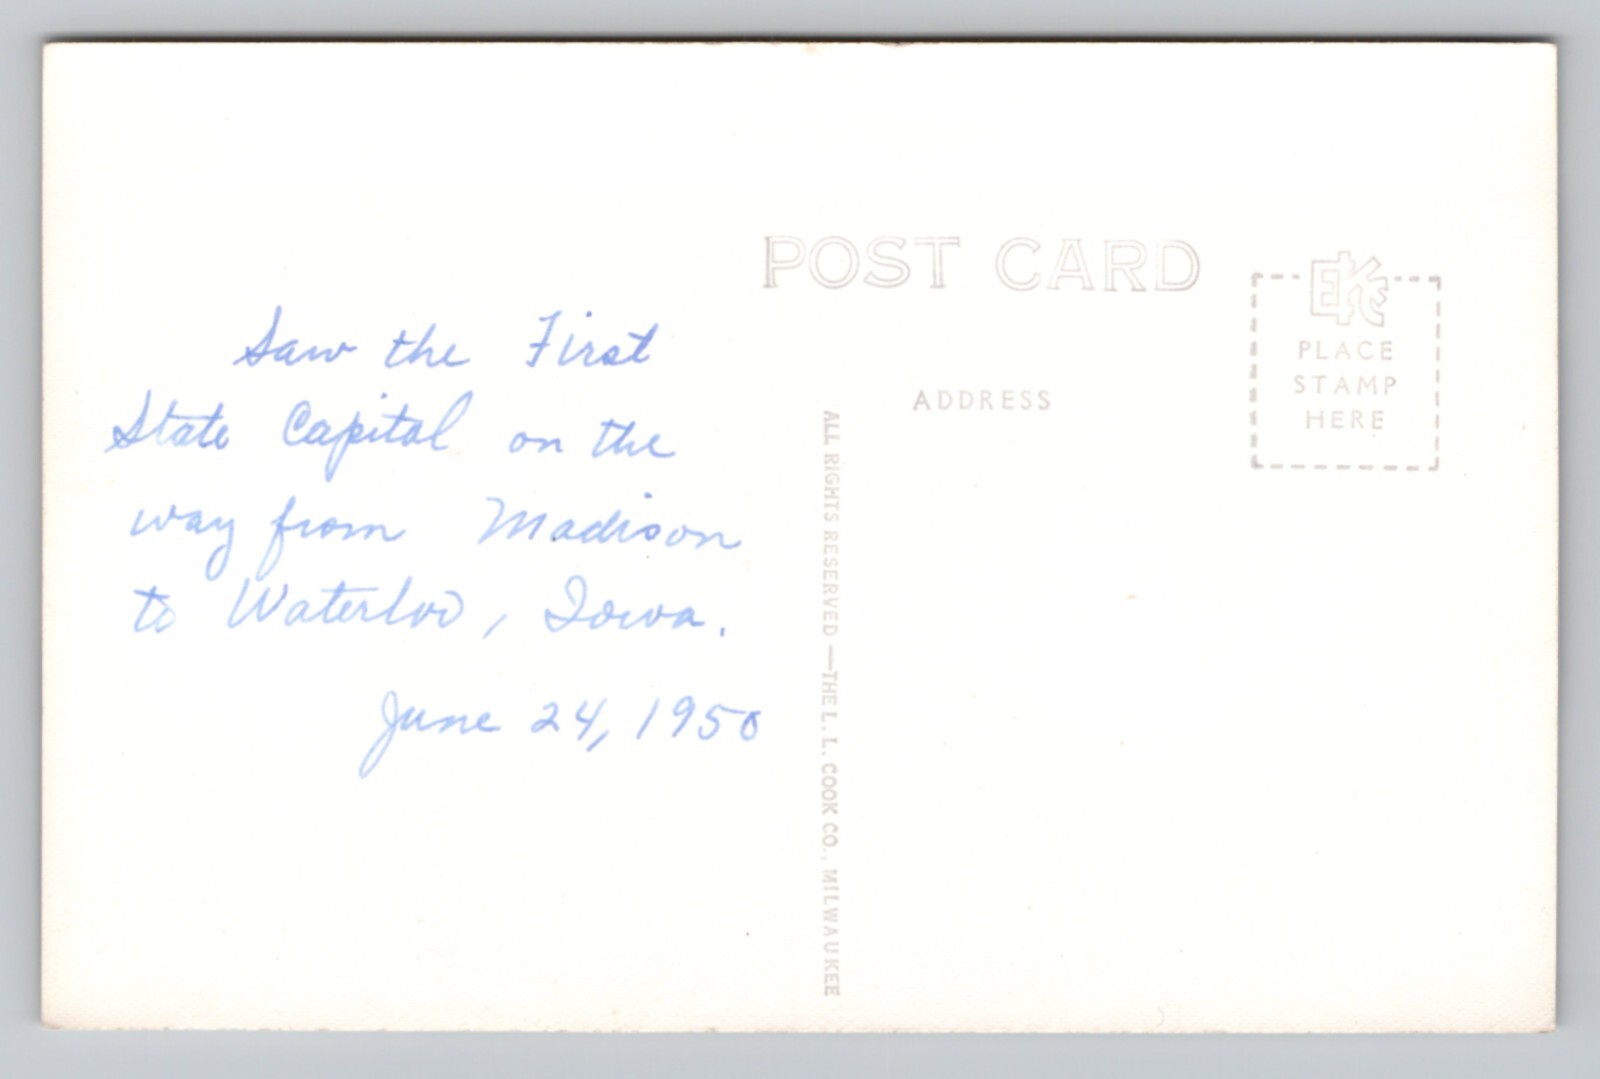 POST CARD
EKC
PLACE
STAMP
HERE
ADDRESS
Saw the First
State Capital on the
way from Madison
to Waterloo, Iowa.
June 24, 1950
ALL RIGHTS RESERVED —THE L. L. COOK CO., MILWAUKEE